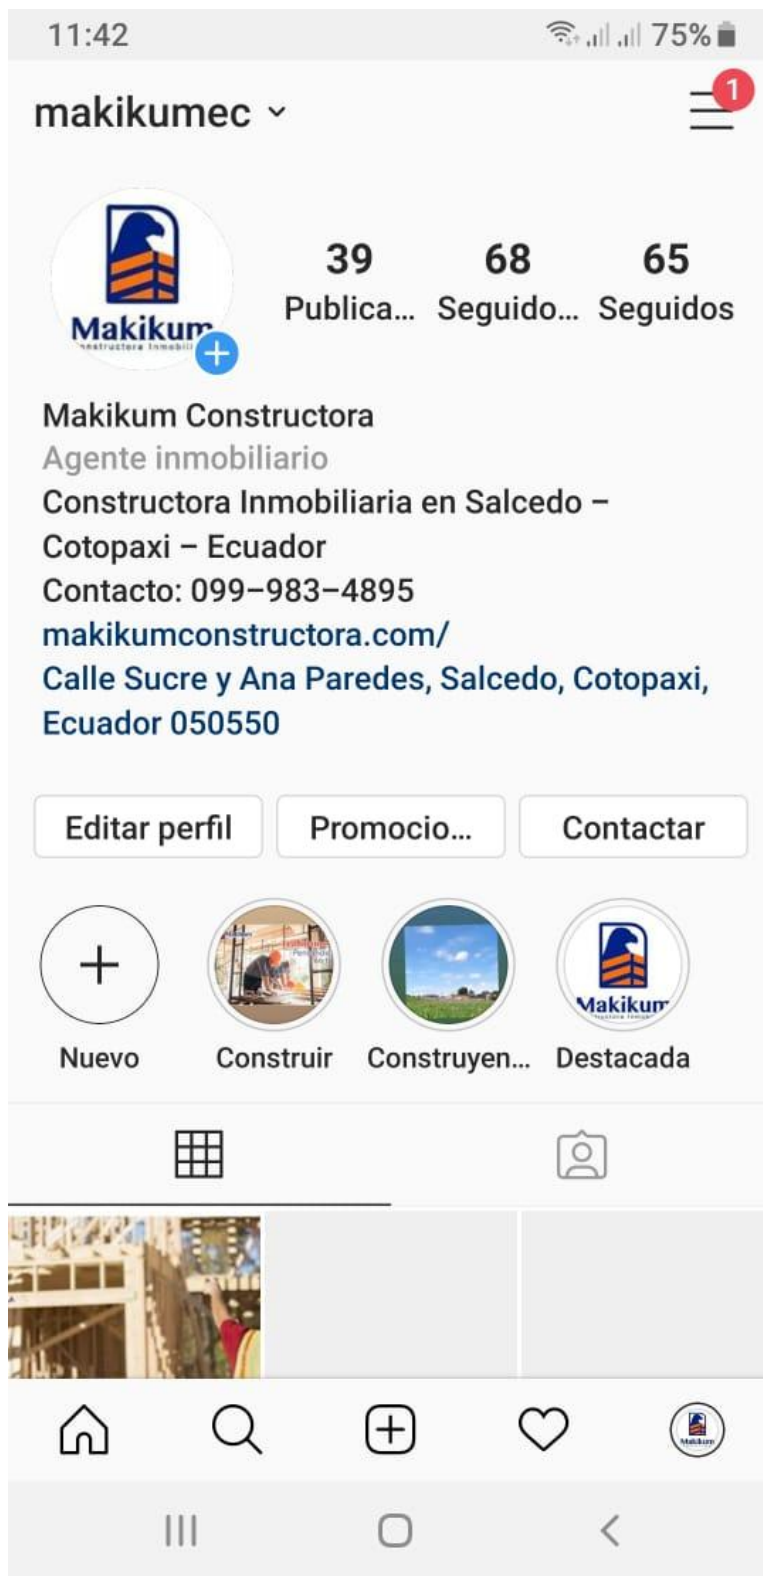 11:42
75%
makikumec
1
39
68
65
Publica...
Seguido...
Seguidos
Makikum
Makikum Constructora
Agente inmobiliario
Constructora Inmobiliaria en Salcedo –
Cotopaxi – Ecuador
Contacto: 099–983–4895
makikumconstructora.com/
Calle Sucre y Ana Paredes, Salcedo, Cotopaxi,
Ecuador 050550
Editar perfil
Promocio...
Contactar
Makikum
Nuevo
Construir
Construyen...
Destacada
Makikum